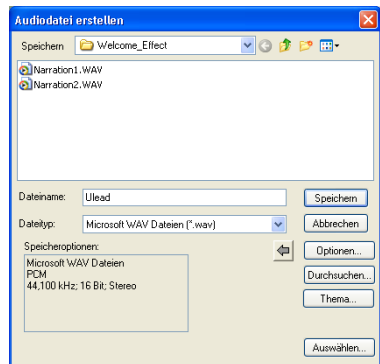 Audiodatei erstellen
Speichern Welcome_Effect
Narration1.WAV
Narration2.WAV
Dateiname: Ulead Speichern
Dateityp: Microsoft WAV Dateien (*.wav) Abbrechen
Speicheroptionen: Optionen...
Microsoft WAV Dateien
PCM Durchsuchen...
44,100 kHz; 16 Bit; Stereo
Thema...
Auswählen...